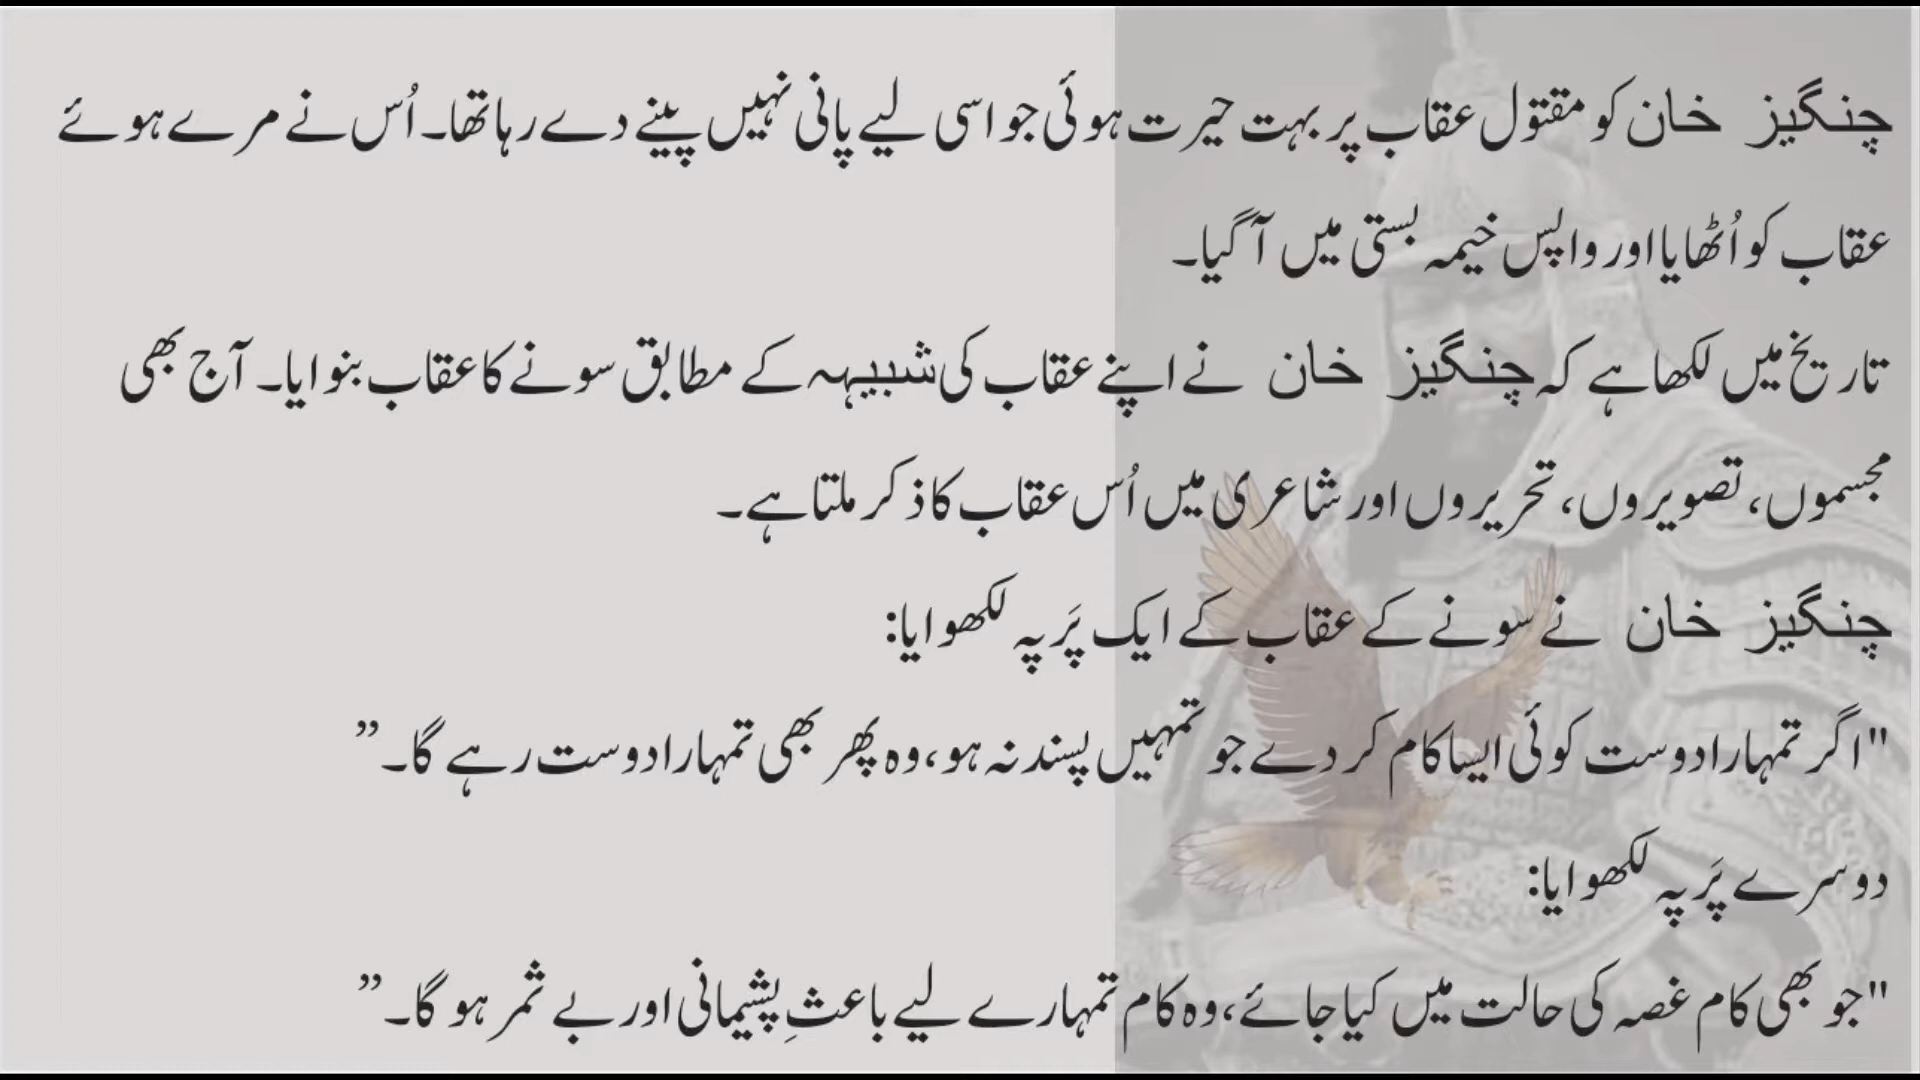 چنگیز خان کو مقتول عقاب پر بہت حیرت ہوئی جو اسی لیے پانی نہیں پینے دے رہا تھا۔ اُس نے مرے ہوئے
عقاب کو اُٹھایا اور واپس خیمہ بستی میں آگیا۔
تاریخ میں لکھا ہے کہ چنگیز خان نے اپنے عقاب کی شبیہہ کے مطابق سونے کا عقاب بنوایا۔ آج بھی
مجسموں، تصویروں، تحریروں اور شاعری میں اُس عقاب کا ذکر ملتا ہے۔
چنگیز خان نے سونے کے عقاب کے ایک پَر پہ لکھوایا:
"اگر تمہارا دوست کوئی ایسا کام کر دے جو تمہیں پسند نہ ہو، وہ پھر بھی تمہارا دوست رہے گا۔”
دوسرے پَر پہ لکھوایا:
"جو بھی کام غصہ کی حالت میں کیا جائے، وہ کام تمہارے لیے باعثِ پشیمانی اور بے ثمر ہو گا۔”